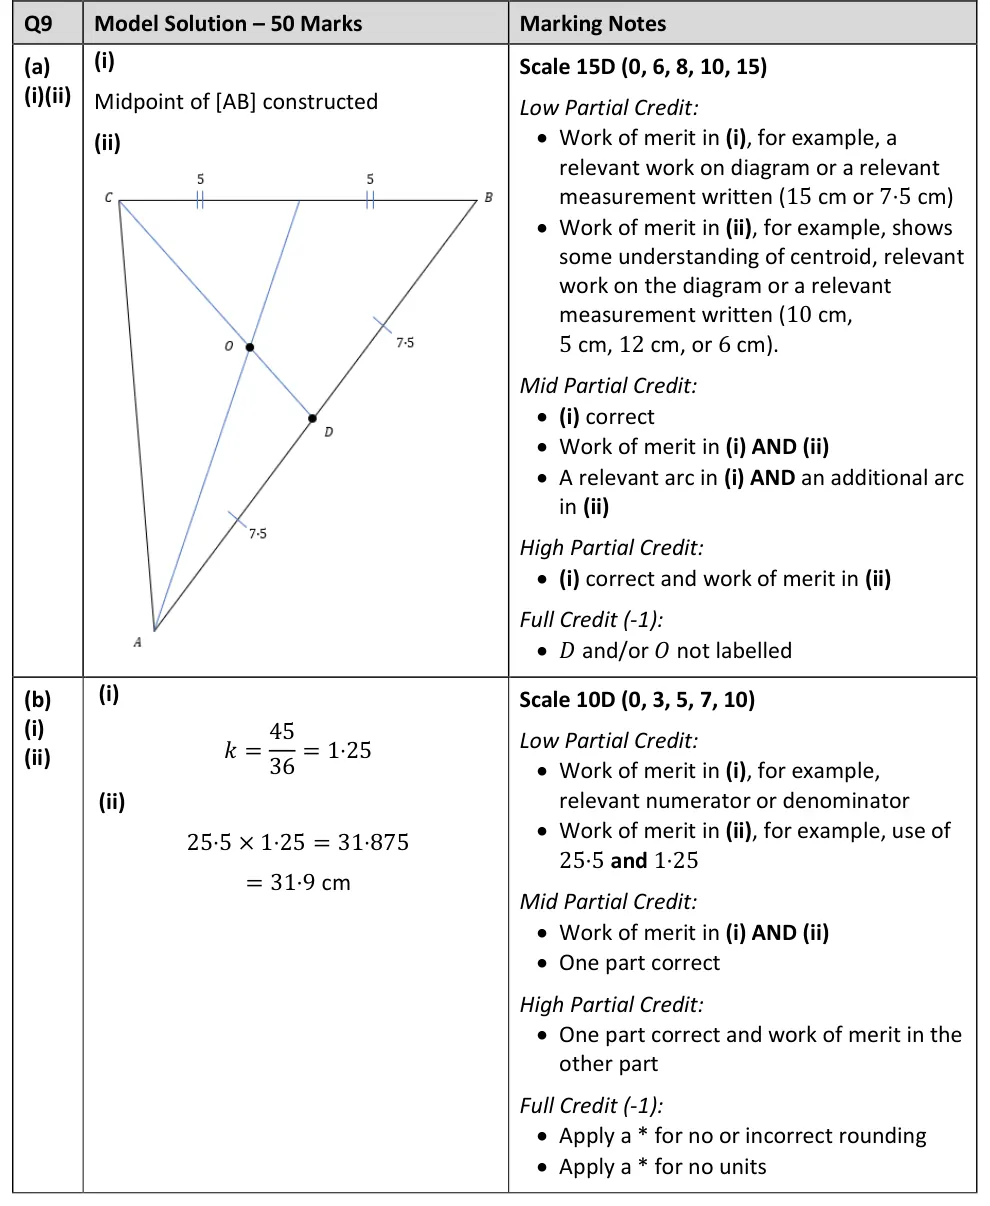 Q9 Model Solution – 50 Marks Marking Notes
(a)
(i)(ii)
(i)
Midpoint of [AB] constructed
(ii)
5 5
C B
7·5
O
D
7·5
A
Scale 15D (0, 6, 8, 10, 15)
Low Partial Credit:
• Work of merit in (i), for example, a
relevant work on diagram or a relevant
measurement written (15 cm or 7·5 cm)
• Work of merit in (ii), for example, shows
some understanding of centroid, relevant
work on the diagram or a relevant
measurement written (10 cm,
5 cm, 12 cm, or 6 cm).
Mid Partial Credit:
• (i) correct
• Work of merit in (i) AND (ii)
• A relevant arc in (i) AND an additional arc
in (ii)
High Partial Credit:
• (i) correct and work of merit in (ii)
Full Credit (-1):
• D and/or O not labelled
(b)
(i)
(ii)
(i)
k = 45/36 = 1·25
(ii)
25·5 × 1·25 = 31·875
= 31·9 cm
Scale 10D (0, 3, 5, 7, 10)
Low Partial Credit:
• Work of merit in (i), for example,
relevant numerator or denominator
• Work of merit in (ii), for example, use of
25·5 and 1·25
Mid Partial Credit:
• Work of merit in (i) AND (ii)
• One part correct
High Partial Credit:
• One part correct and work of merit in the
other part
Full Credit (-1):
• Apply a * for no or incorrect rounding
• Apply a * for no units